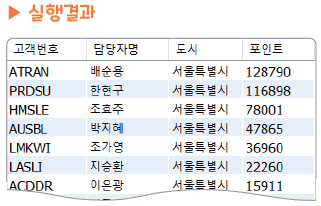 ▶ 실행결과
고객번호 담당자명 도시 포인트
ATRAN 배순용 서울특별시 128790
PRDSU 한현구 서울특별시 116898
HMSLE 조효주 서울특별시 78001
AUSBL 박지혜 서울특별시 47865
LMKWI 조가영 서울특별시 36960
LASLI 지승환 서울특별시 22260
ACDDR 이은광 서울특별시 15911